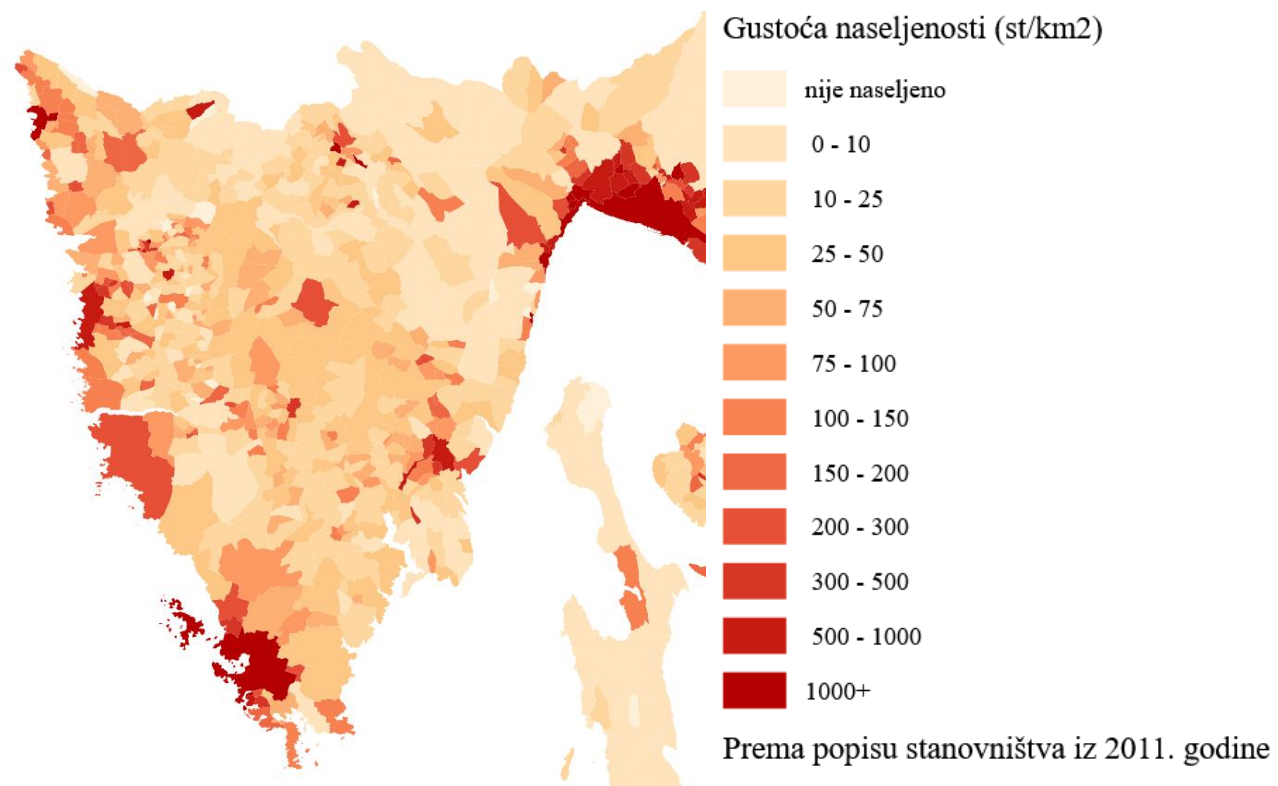 Gustoća naseljenosti (st/km2)
nije naseljeno
0 - 10
10 - 25
25 - 50
50 - 75
75 - 100
100 - 150
150 - 200
200 - 300
300 - 500
500 - 1000
1000+
Prema popisu stanovništva iz 2011. godine